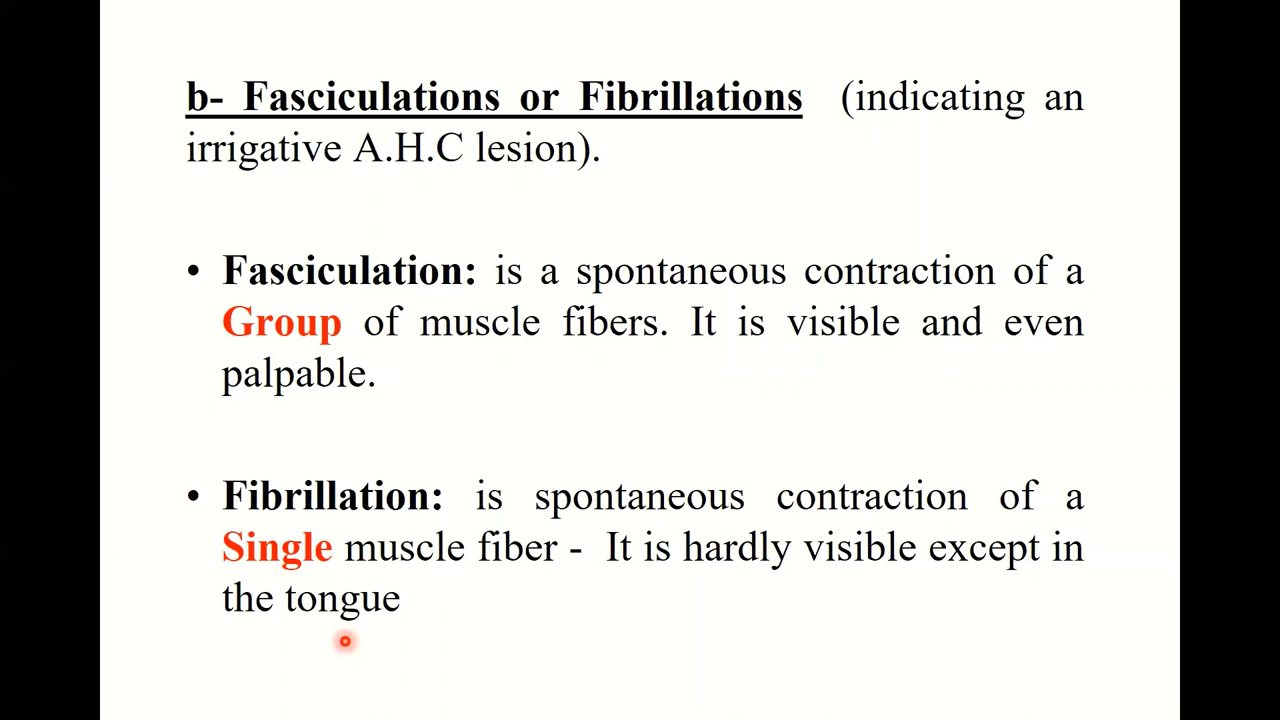 b- Fasciculations or Fibrillations (indicating an
irrigative A.H.C lesion).
• Fasciculation: is a spontaneous contraction of a
Group of muscle fibers. It is visible and even
palpable.
• Fibrillation: is spontaneous contraction of a
Single muscle fiber - It is hardly visible except in
the tongue